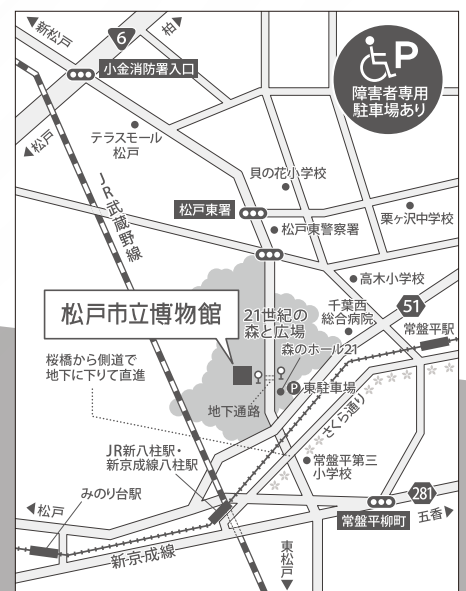 新松戸
柏
6
小金消防署入口
P
障害者専用
駐車場あり
松戸
テラスモール
松戸
JR武蔵野線
貝の花小学校
松戸東署
栗ヶ沢中学校
松戸東警察署
高木小学校
千葉西
総合病院
51
常盤平駅
松戸市立博物館
21世紀の
森と広場
森のホール21
桜橋から側道で
地下に下りて直進
P
東駐車場
地下通路
さくら通り
JR新八柱駅・
新京成線八柱駅
常盤平第三
小学校
みのり台駅
松戸
281
常盤平柳町
五香
新京成線
東松戸